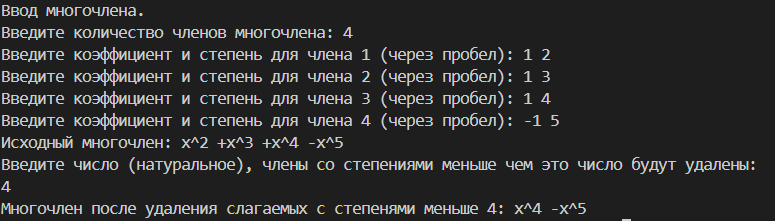 Ввод многочлена.
Введите количество членов многочлена: 4
Введите коэффициент и степень для члена 1 (через пробел): 1 2
Введите коэффициент и степень для члена 2 (через пробел): 1 3
Введите коэффициент и степень для члена 3 (через пробел): 1 4
Введите коэффициент и степень для члена 4 (через пробел): -1 5
Исходный многочлен: x^2 +x^3 +x^4 -x^5
Введите число (натуральное), члены со степениями меньше чем это число будут удалены:
4
Многочлен после удаления слагаемых с степенями меньше 4: x^4 -x^5